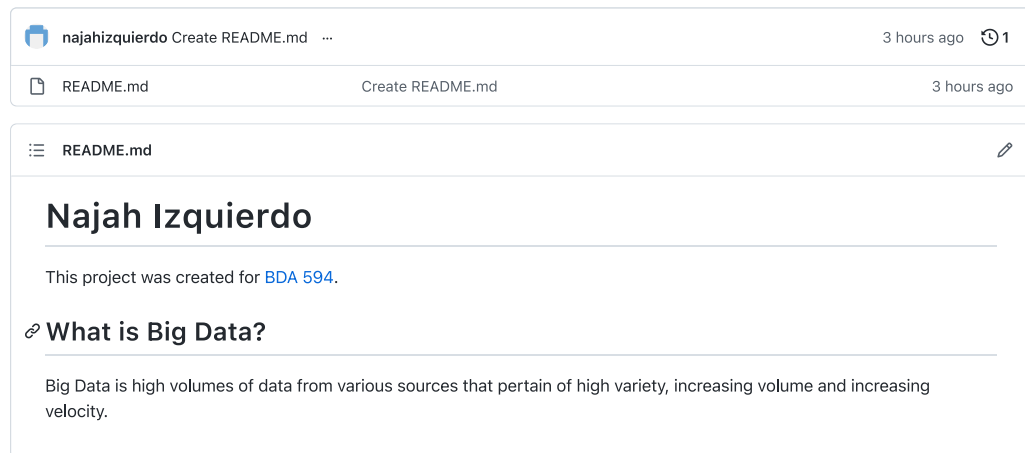 najahizquierdo Create README.md ... 3 hours ago 1
README.md Create README.md 3 hours ago
README.md
Najah Izquierdo
This project was created for BDA 594.
What is Big Data?
Big Data is high volumes of data from various sources that pertain of high variety, increasing volume and increasing
velocity.